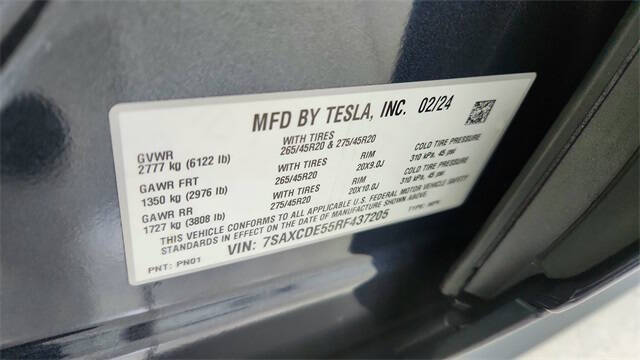 MFD BY TESLA, INC. 02/24
GVWR WITH TIRES COLD TIRE PRESSURE
2777 kg (6122 lb) 265/45R20 & 275/45R20 310 kPa, 45 psi
GAWR FRT WITH TIRES RIM COLD TIRE PRESSURE
1350 kg (2976 lb) 265/45R20 20X9.0J 310 kPa, 45 psi
GAWR RR WITH TIRES RIM
1727 kg (3808 lb) 275/45R20 20X10.0J
THIS VEHICLE CONFORMS TO ALL APPLICABLE U.S. FEDERAL MOTOR VEHICLE SAFETY
STANDARDS IN EFFECT ON THE DATE OF MANUFACTURE SHOWN ABOVE.
VIN: 7SAXCDE55RF437205 TYPE: MPV
PNT: PN01